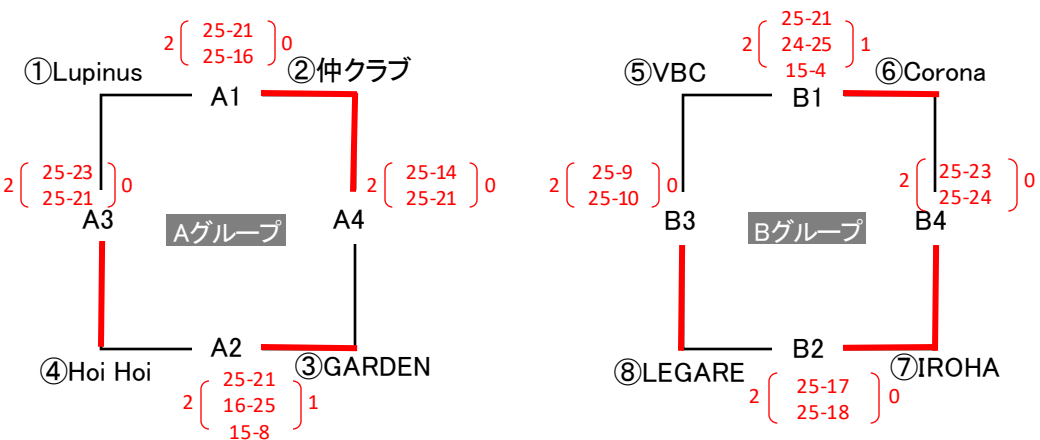 25-21
2 25-16 0
①Lupinus ②仲クラブ
A1
25-23
2 25-21 0
A3
25-14
2 25-21 0
A4
Aグループ
A2
④Hoi Hoi ③GARDEN
25-21
2 16-25 1
15-8
25-21
2 24-25 1
15-4
⑤VBC ⑥Corona
B1
25-9
2 25-10 0
B3
25-23
2 25-24 0
B4
Bグループ
B2
⑧LEGARE ⑦IROHA
25-17
2 25-18 0